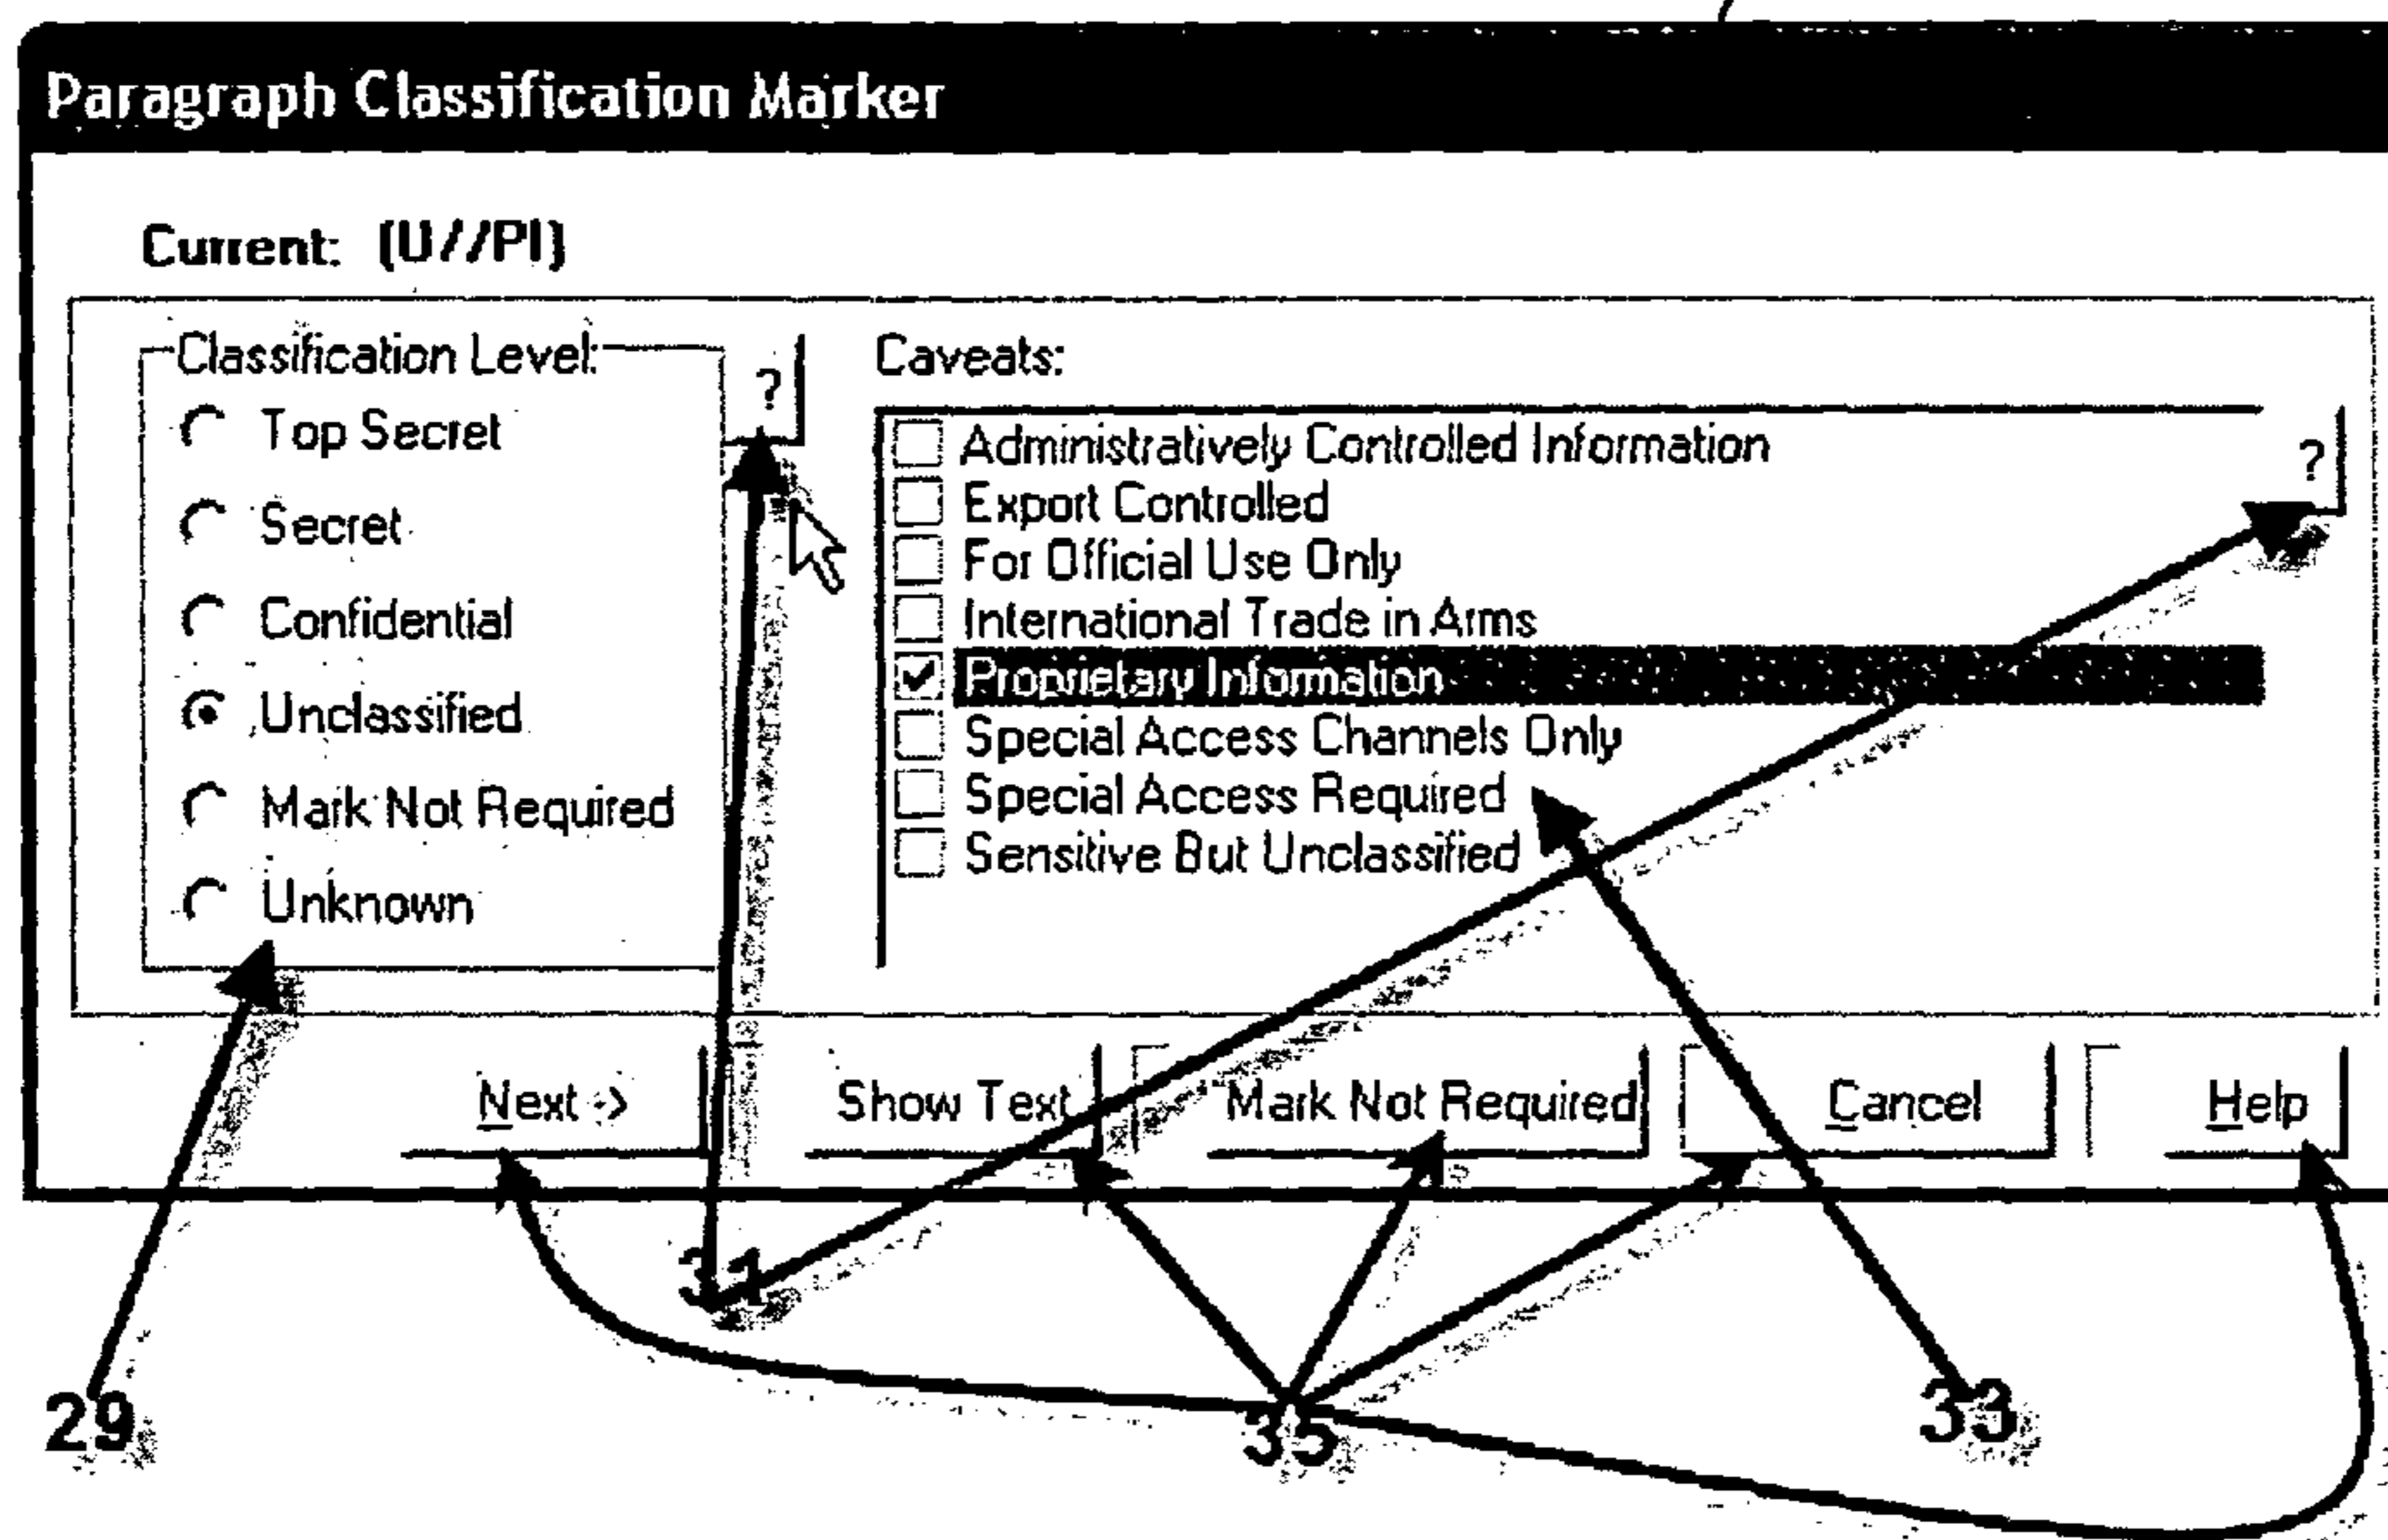 Paragraph Classification Marker
Current: (U//PI)
Classification Level:
?
Top Secret
Secret
Confidential
Unclassified
Mark Not Required
Unknown
Caveats:
?
Administratively Controlled Information
Export Controlled
For Official Use Only
International Trade in Arms
Proprietary Information
Special Access Channels Only
Special Access Required
Sensitive But Unclassified
Next ->
Show Text
Mark Not Required
Cancel
Help
31
29
35
33